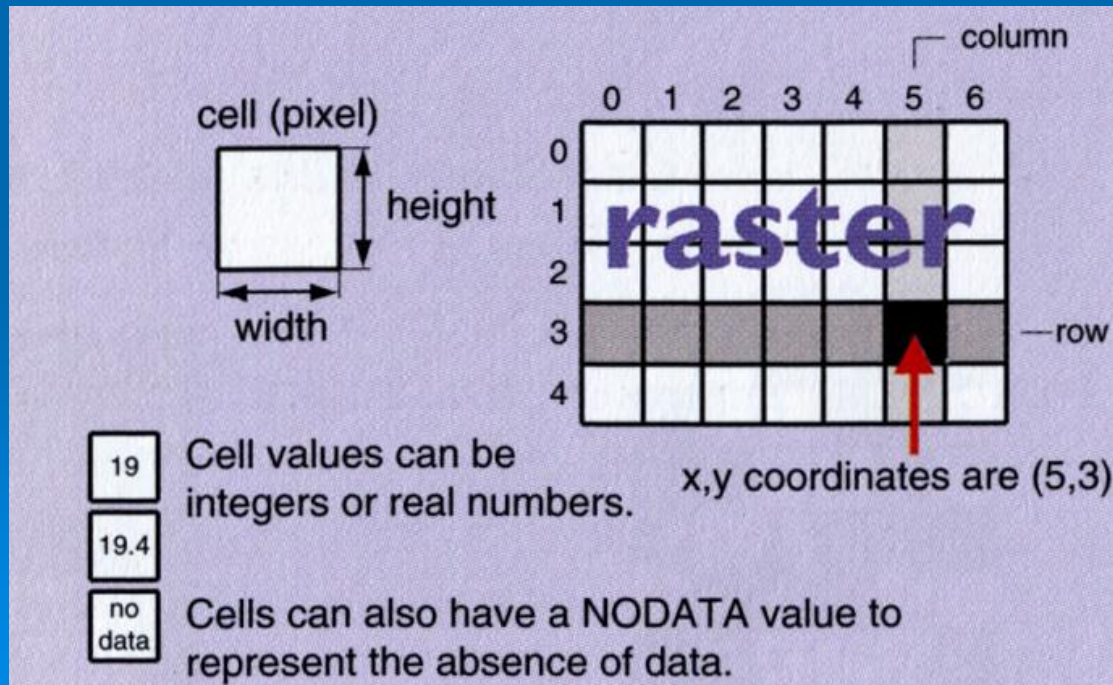 column
cell (pixel)
0 1 2 3 4 5 6
0
height
1
raster
2
width
3
row
4
19
Cell values can be
integers or real numbers.
x,y coordinates are (5,3)
19.4
no
data
Cells can also have a NODATA value to
represent the absence of data.